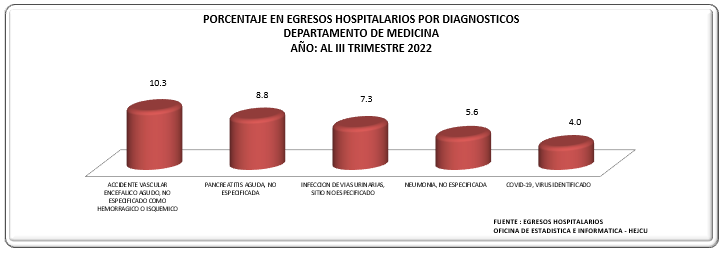 PORCENTAJE EN EGRESOS HOSPITALARIOS POR DIAGNOSTICOS
DEPARTAMENTO DE MEDICINA
AÑO: AL III TRIMESTRE 2022
10.3
8.8
7.3
5.6
4.0
ACCIDENTE VASCULAR
ENCEFALICO AGUDO, NO
ESPECIFICADO COMO
HEMORRAGICO O ISQUEMICO
PANCREATITIS AGUDA, NO
ESPECIFICADA
INFECCION DE VIAS URINARIAS,
SITIO NO ESPECIFICADO
NEUMONIA, NO ESPECIFICADA
COVID-19, VIRUS IDENTIFICADO
FUENTE : EGRESOS HOSPITALARIOS
OFICINA DE ESTADISTICA E INFORMATICA - HEJCU